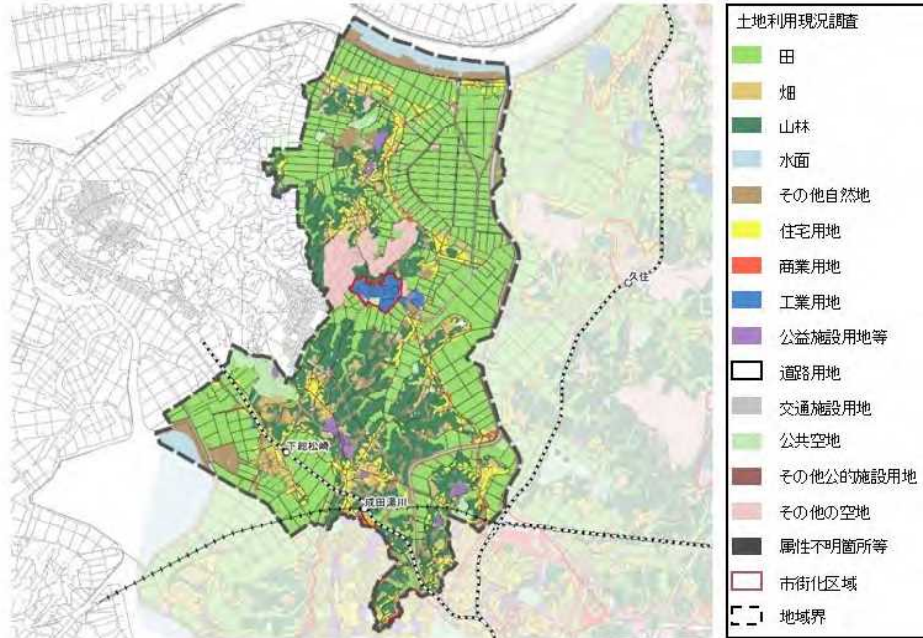 土地利用現況調査
田
畑
山林
水面
その他自然地
住宅用地
商業用地
工業用地
公益施設用地等
道路用地
交通施設用地
公共空地
その他公的施設用地
その他の空地
属性不明箇所等
市街化区域
地域界
久住
下総松崎
成田湯川